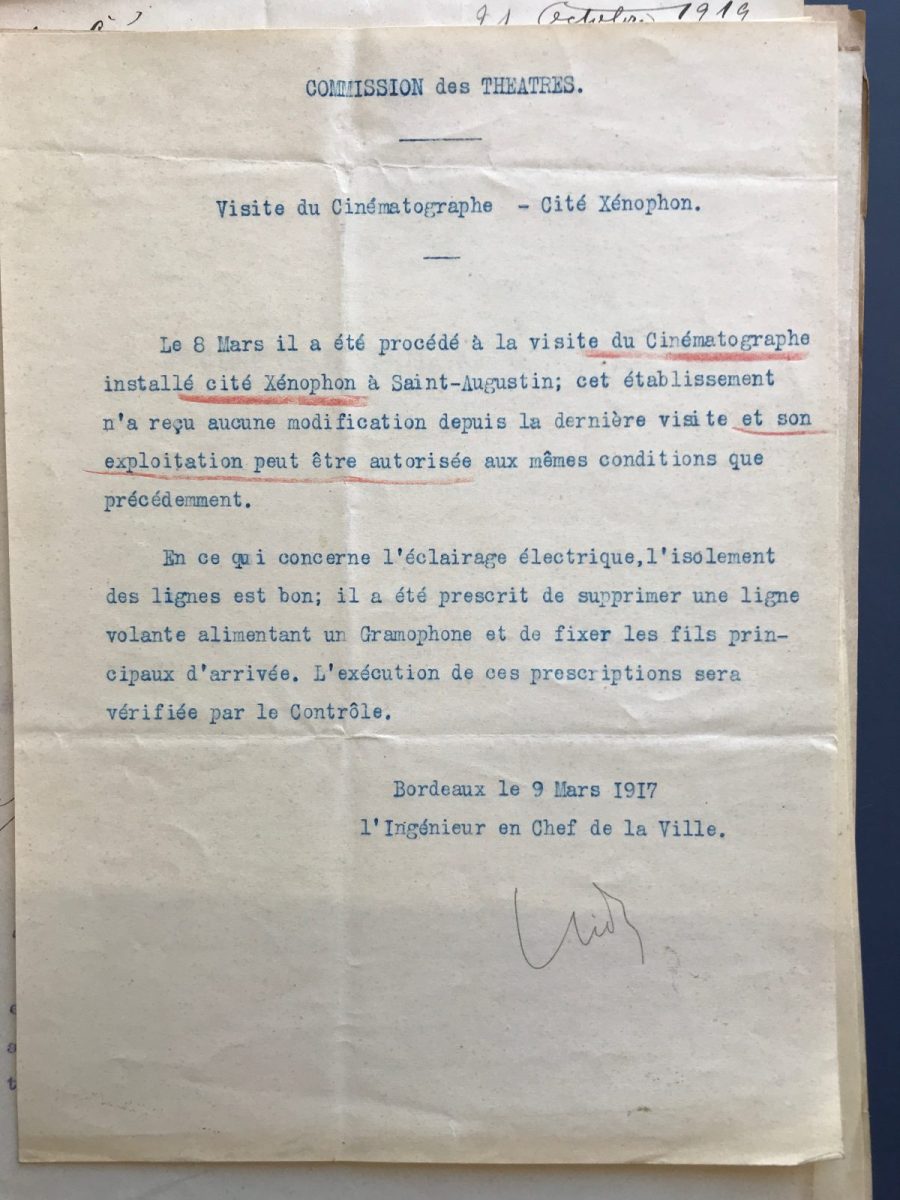 21 Octobre 1919
COMMISSION des THEATRES.
Visite du Cinématographe - Cité Xénophon.
Le 8 Mars il a été procédé à la visite du Cinématographe
installé cité Xénophon à Saint-Augustin; cet établissement
n'a reçu aucune modification depuis la dernière visite et son
exploitation peut être autorisée aux mêmes conditions que
précédemment.
En ce qui concerne l'éclairage électrique,l'isolement
des lignes est bon; il a été prescrit de supprimer une ligne
volante alimentant un Gramophone et de fixer les fils prin-
cipaux d'arrivée. L'exécution de ces prescriptions sera
vérifiée par le Contrôle.
Bordeaux le 9 Mars 1917
l'Ingénieur en Chef de la Ville.